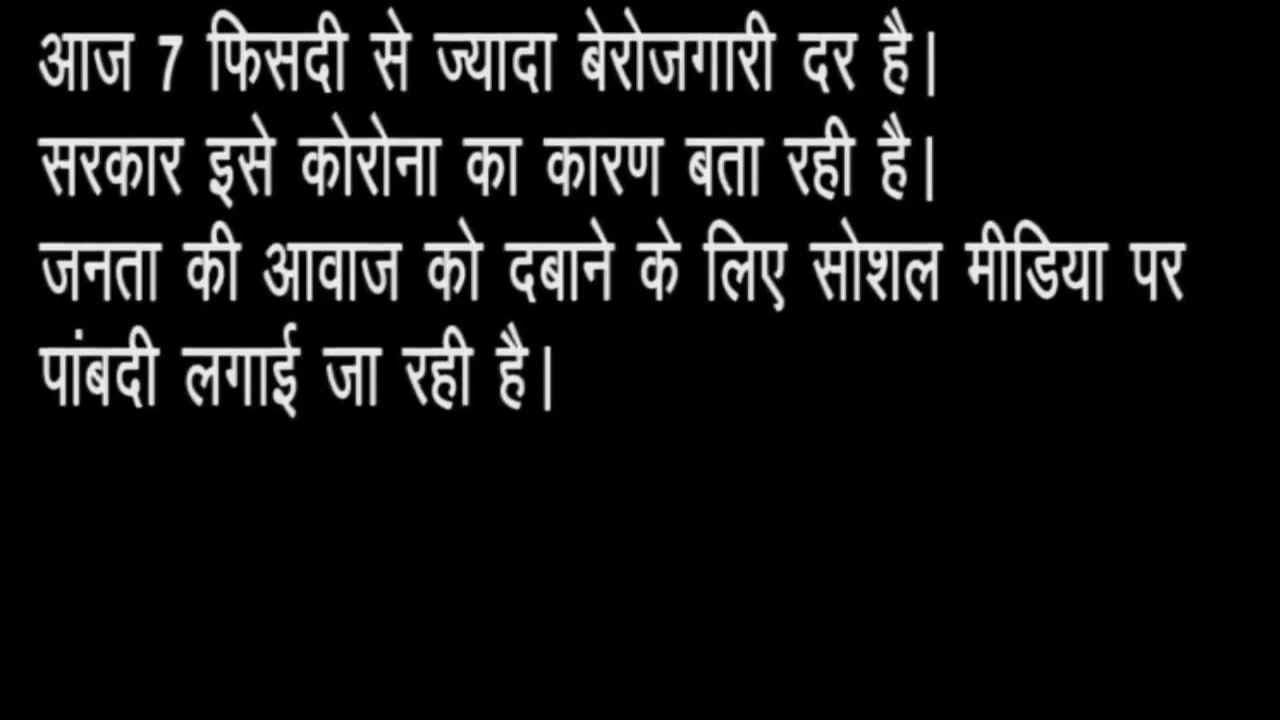 आज 7 फिसदी से ज्यादा बेरोजगारी दर है।
सरकार इसे कोरोना का कारण बता रही है।
जनता की आवाज को दबाने के लिए सोशल मीडिया पर
पांबदी लगाई जा रही है।